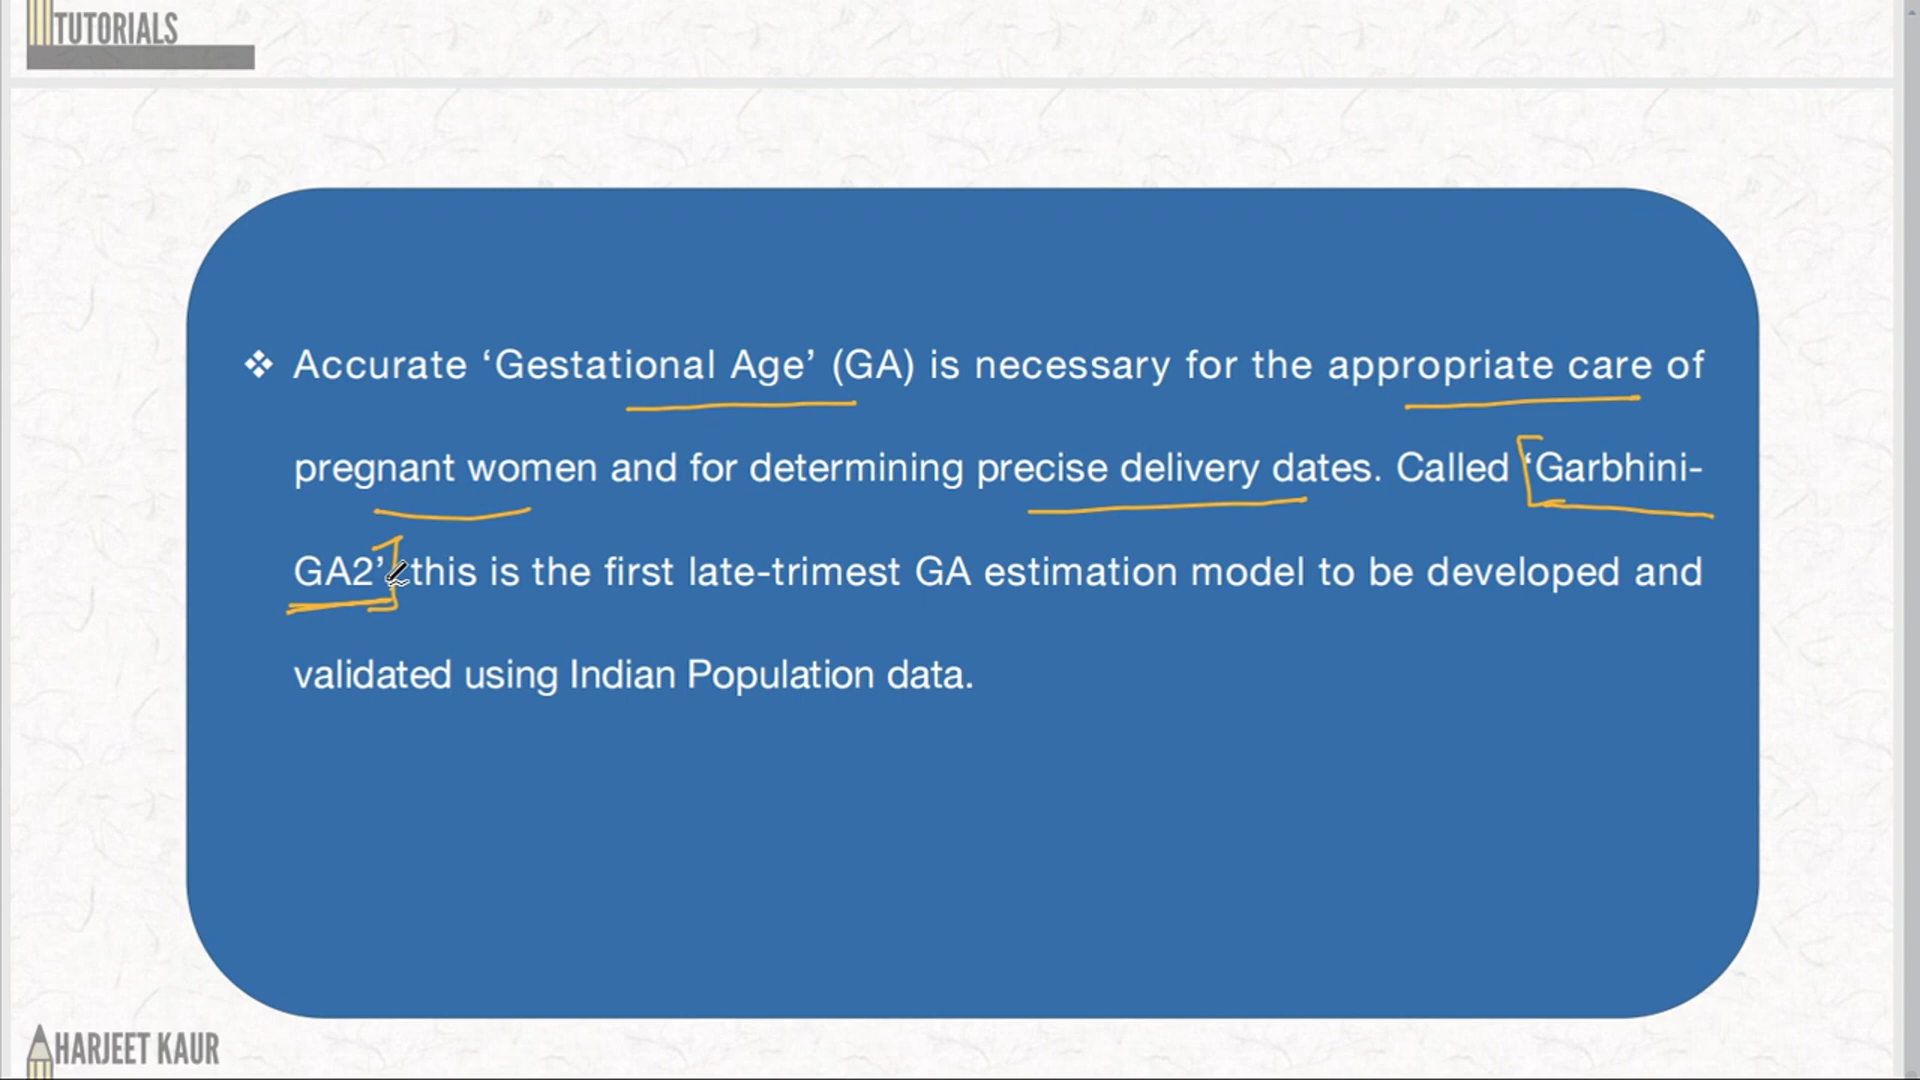 TUTORIALS
❖ Accurate ‘Gestational Age’ (GA) is necessary for the appropriate care of
pregnant women and for determining precise delivery dates. Called ‘Garbhini-
GA2’, this is the first late-trimest GA estimation model to be developed and
validated using Indian Population data.
HARJEET KAUR